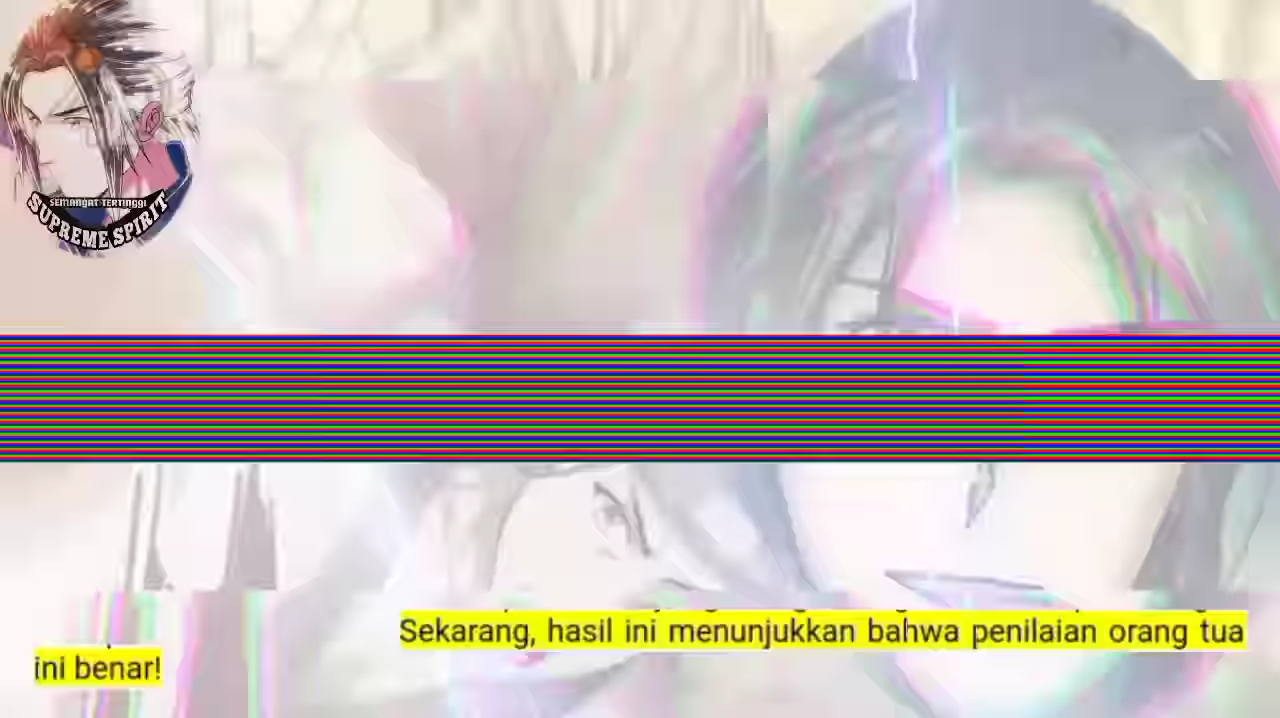 SEMANGAT TERTINGGI
SUPREME SPIRIT
Sekarang, hasil ini menunjukkan bahwa penilaian orang tua
ini benar!